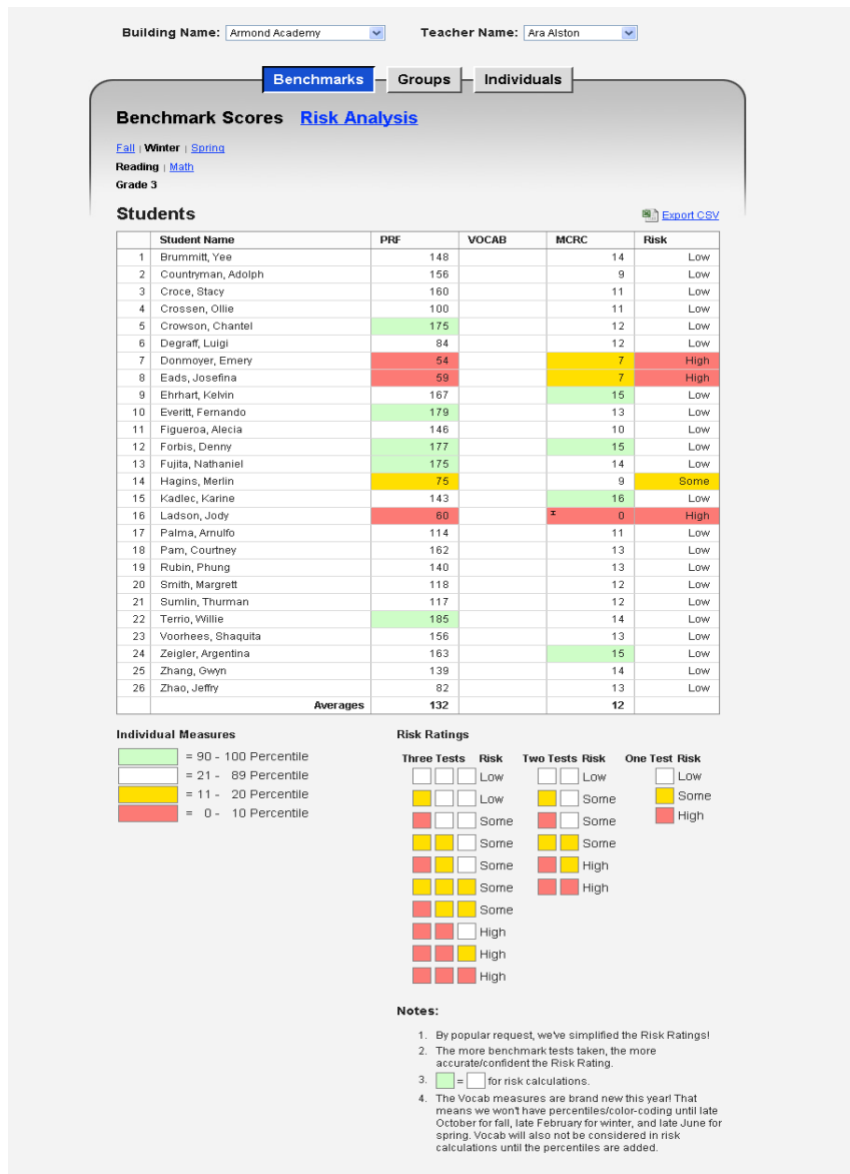 Building Name: Armond Academy Teacher Name: Ara Alston
Benchmarks Groups Individuals
Benchmark Scores Risk Analysis
Fall | Winter | Spring
Reading | Math
Grade 3
Students Export CSV
Student Name PRF VOCAB MCRC Risk
1 Brummitt, Yee 148 14 Low
2 Countryman, Adolph 156 9 Low
3 Croce, Stacy 160 11 Low
4 Crossen, Ollie 100 11 Low
5 Crowson, Chantel 175 12 Low
6 Degraff, Luigi 84 12 Low
7 Donmoyer, Emery 54 7 High
8 Eads, Josefina 59 7 High
9 Ehrhart, Kelvin 167 15 Low
10 Everitt, Fernando 179 13 Low
11 Figueroa, Alecia 146 10 Low
12 Forbis, Denny 177 15 Low
13 Fujita, Nathaniel 175 14 Low
14 Hagins, Merlin 75 9 Some
15 Kadlec, Karine 143 16 Low
16 Ladson, Jody 60 0 High
17 Palma, Arnulfo 114 11 Low
18 Pam, Courtney 162 13 Low
19 Rubin, Phung 140 13 Low
20 Smith, Margrett 118 12 Low
21 Sumlin, Thurman 117 12 Low
22 Terrio, Willie 185 14 Low
23 Voorhees, Shaquita 156 13 Low
24 Zeigler, Argentina 163 15 Low
25 Zhang, Gwyn 139 14 Low
26 Zhao, Jeffry 82 13 Low
Averages 132 12
Individual Measures
= 90 - 100 Percentile
= 21 - 89 Percentile
= 11 - 20 Percentile
= 0 - 10 Percentile
Risk Ratings
Three Tests Risk Two Tests Risk One Test Risk
Low Low Low
Low Some Some
Some Some High
Some Some
Some High
Some High
Some
High
High
High
Notes:
1. By popular request, we've simplified the Risk Ratings!
2. The more benchmark tests taken, the more
accurate/confident the Risk Rating.
3. = for risk calculations.
4. The Vocab measures are brand new this year! That
means we won't have percentiles/color-coding until late
October for fall, late February for winter, and late June for
spring. Vocab will also not be considered in risk
calculations until the percentiles are added.